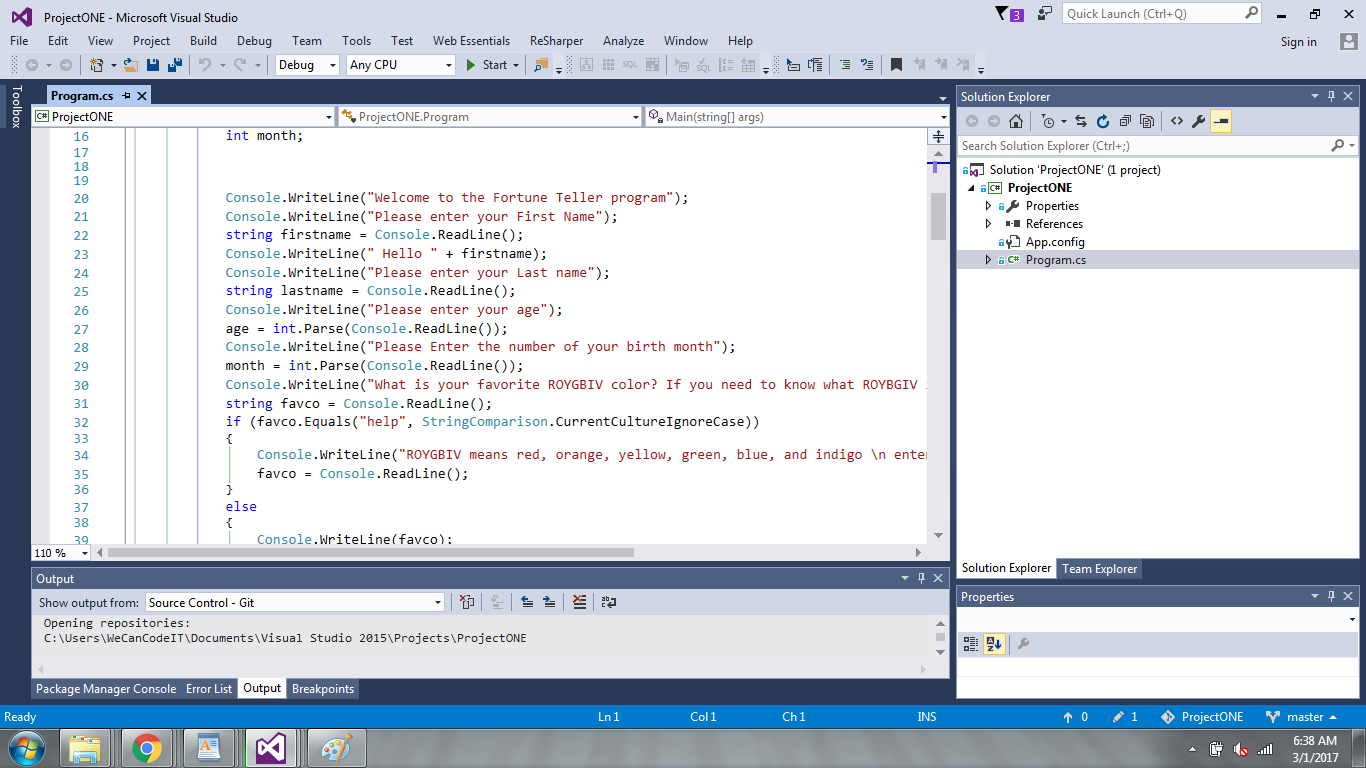 ProjectONE - Microsoft Visual Studio
3
Quick Launch (Ctrl+Q)
File Edit View Project Build Debug Team Tools Test Web Essentials ReSharper Analyze Window Help
Sign in
Debug Any CPU Start
Toolbox
Program.cs
ProjectONE ProjectONE.Program Main(string[] args)
16 int month;
17
18
19
20 Console.WriteLine("Welcome to the Fortune Teller program");
21 Console.WriteLine("Please enter your First Name");
22 string firstname = Console.ReadLine();
23 Console.WriteLine(" Hello " + firstname);
24 Console.WriteLine("Please enter your Last name");
25 string lastname = Console.ReadLine();
26 Console.WriteLine("Please enter your age");
27 age = int.Parse(Console.ReadLine());
28 Console.WriteLine("Please Enter the number of your birth month");
29 month = int.Parse(Console.ReadLine());
30 Console.WriteLine("What is your favorite ROYGBIV color? If you need to know what ROYBGIV
31 string favco = Console.ReadLine();
32 if (favco.Equals("help", StringComparison.CurrentCultureIgnoreCase))
33 {
34 Console.WriteLine("ROYGBIV means red, orange, yellow, green, blue, and indigo \n enter
35 favco = Console.ReadLine();
36 }
37 else
38 {
39 Console.WriteLine(favco);
110 %
Output
Show output from: Source Control - Git
Opening repositories:
C:\Users\WeCanCodeIT\Documents\Visual Studio 2015\Projects\ProjectONE
Package Manager Console Error List Output Breakpoints
Solution Explorer
Search Solution Explorer (Ctrl+;)
Solution 'ProjectONE' (1 project)
ProjectONE
Properties
References
App.config
Program.cs
Solution Explorer Team Explorer
Properties
Ready Ln 1 Col 1 Ch 1 INS 0 1 ProjectONE master
6:38 AM
3/1/2017